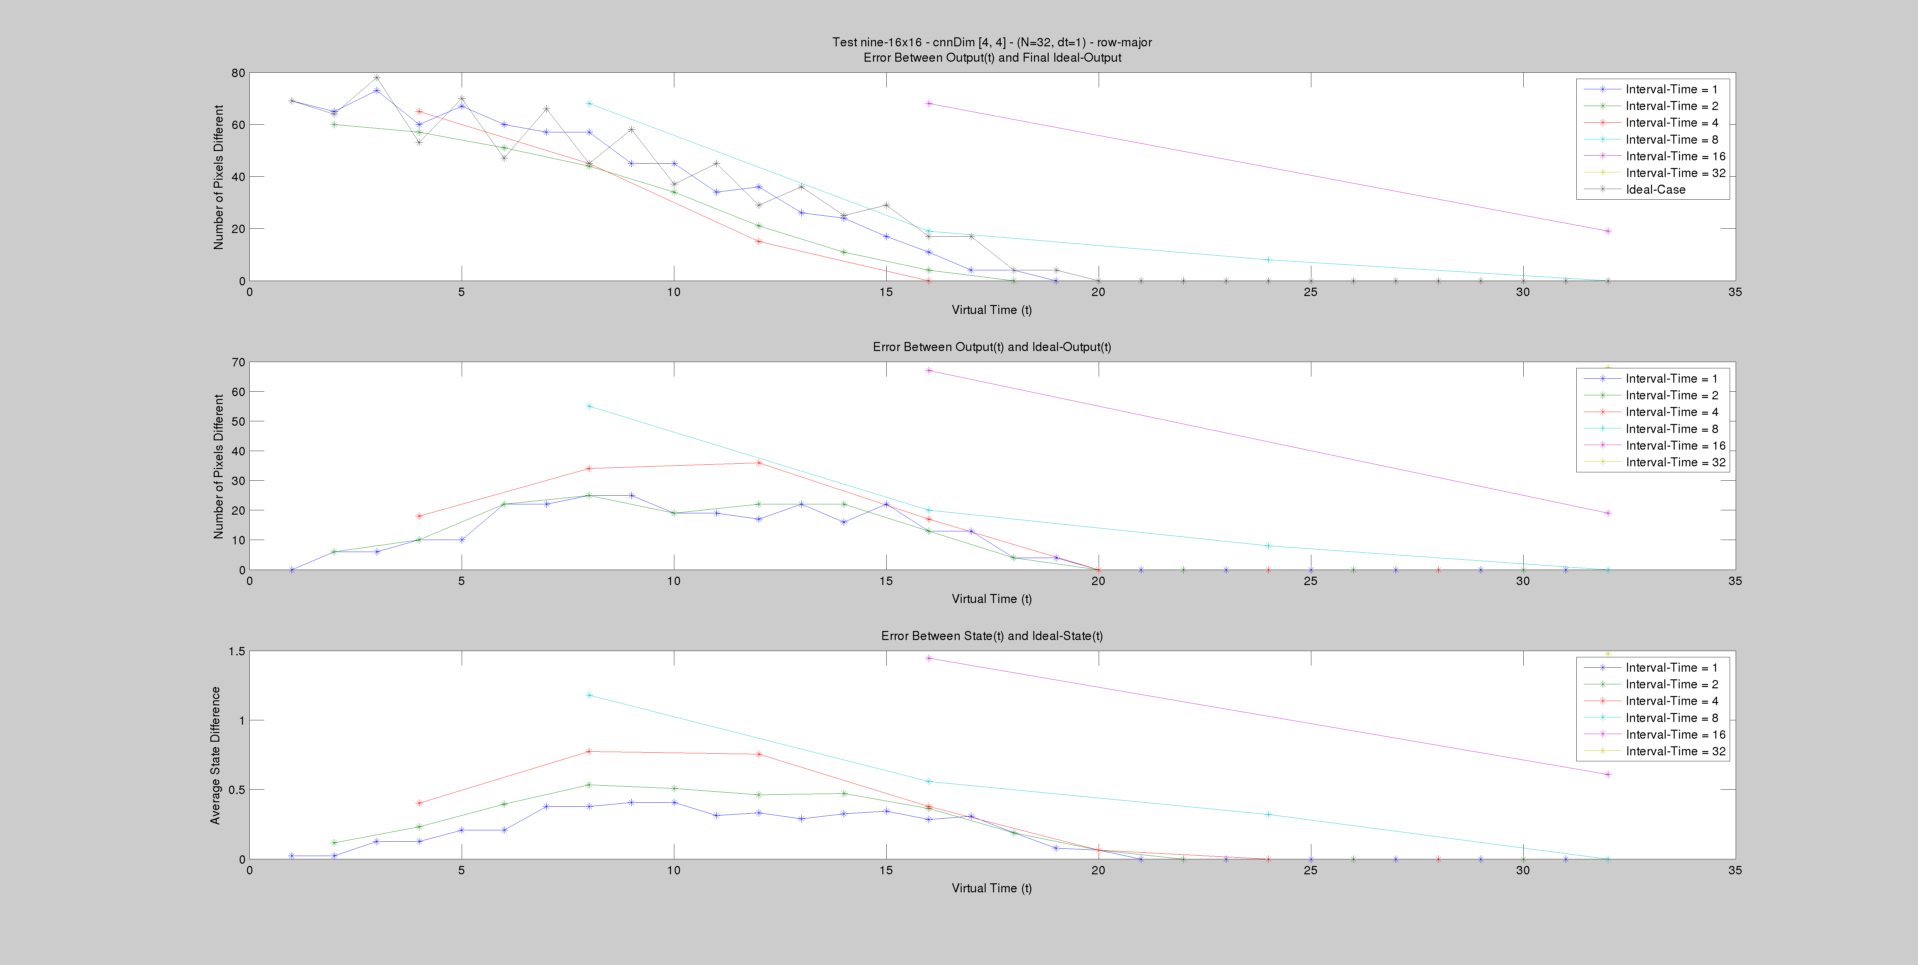 Test nine-16x16 - cnnDim [4, 4] - (N=32, dt=1) - row-major
Error Between Output(t) and Final Ideal-Output
Number of Pixels Different
80
60
40
20
0
0 5 10 15 20 25 30 35
Virtual Time (t)
Interval-Time = 1
Interval-Time = 2
Interval-Time = 4
Interval-Time = 8
Interval-Time = 16
Interval-Time = 32
Ideal-Case
Error Between Output(t) and Ideal-Output(t)
Number of Pixels Different
70
60
50
40
30
20
10
0
0 5 10 15 20 25 30 35
Virtual Time (t)
Interval-Time = 1
Interval-Time = 2
Interval-Time = 4
Interval-Time = 8
Interval-Time = 16
Interval-Time = 32
Error Between State(t) and Ideal-State(t)
Average State Difference
1.5
1
0.5
0
0 5 10 15 20 25 30 35
Virtual Time (t)
Interval-Time = 1
Interval-Time = 2
Interval-Time = 4
Interval-Time = 8
Interval-Time = 16
Interval-Time = 32